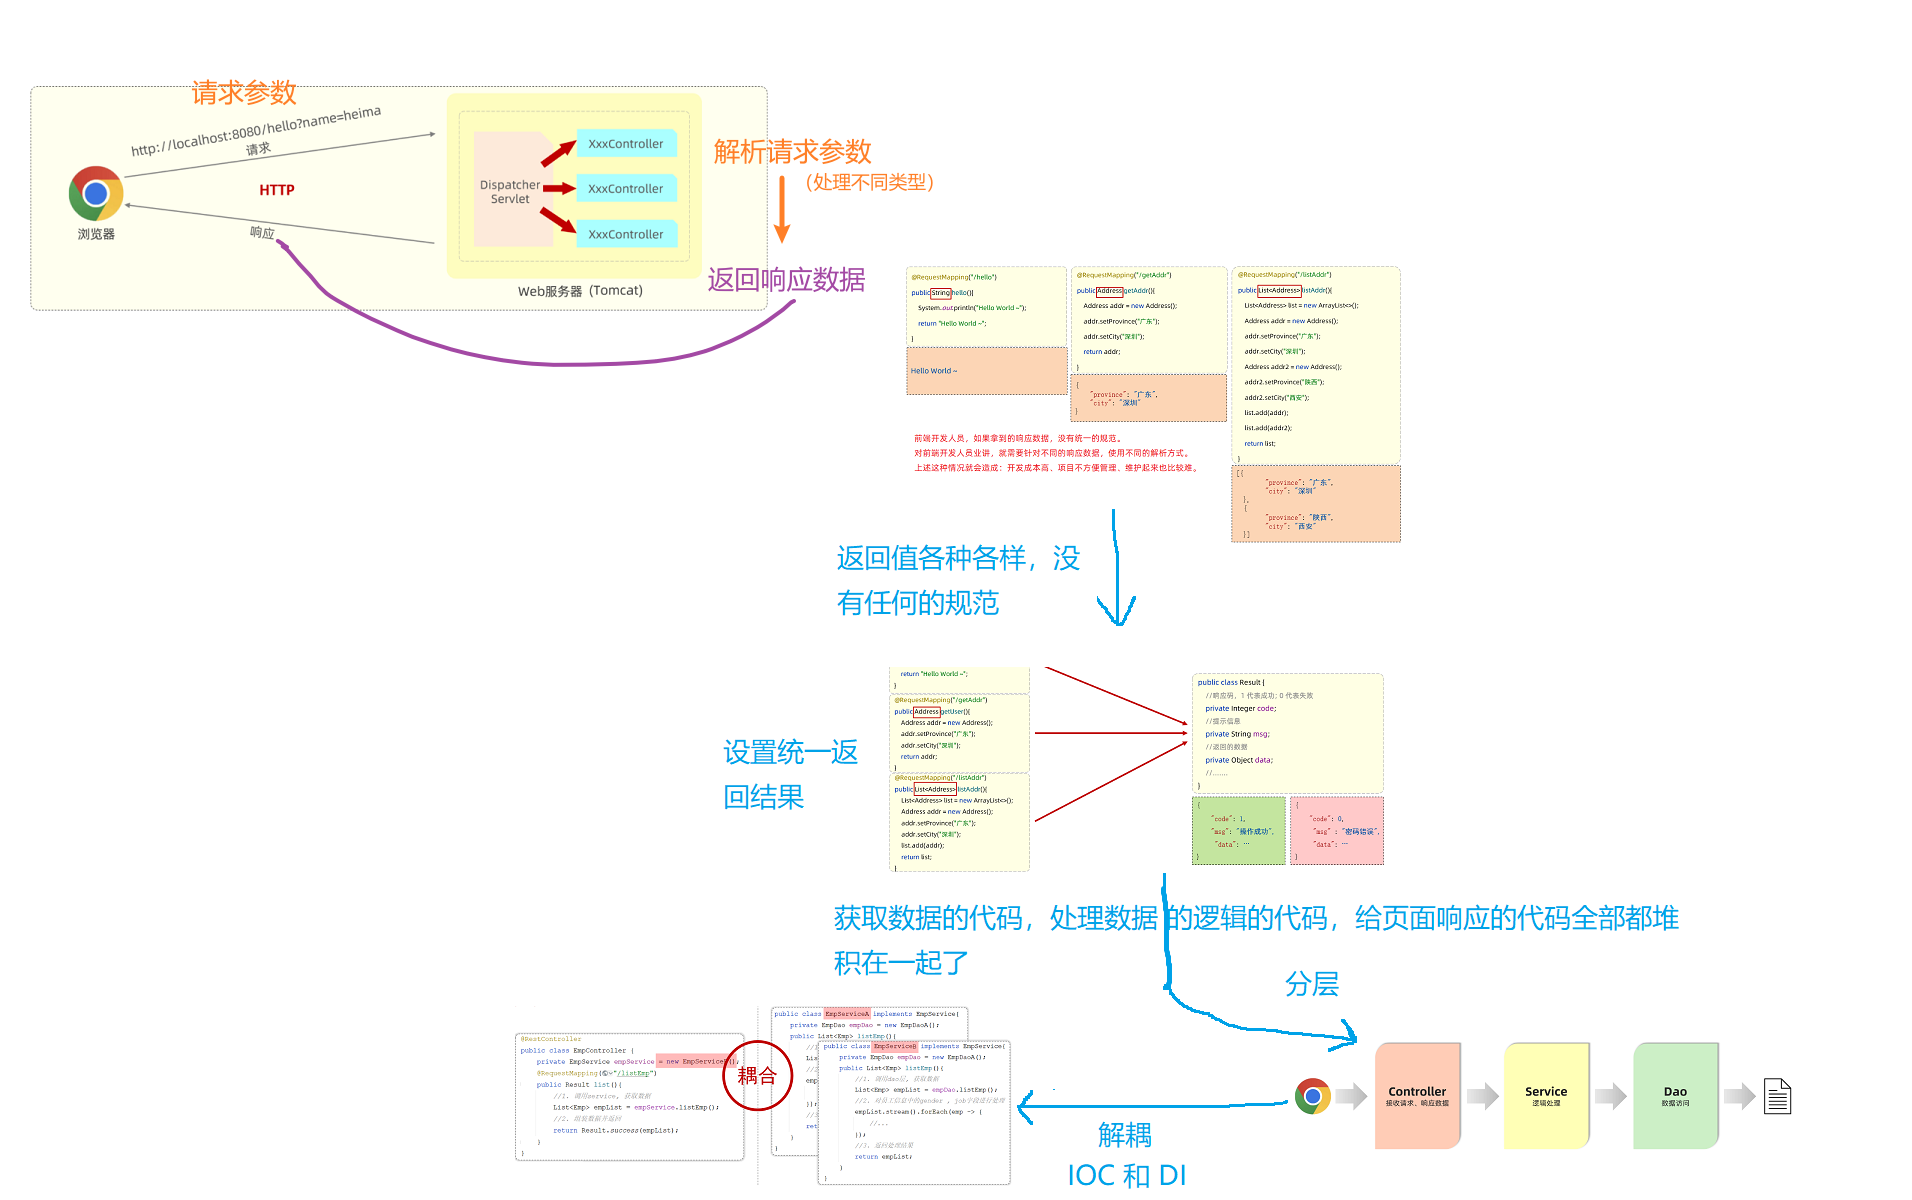 请求参数
http://localhost:8080/hello?name=heima
请求
HTTP
浏览器
响应
Dispatcher
Servlet
XxxController
XxxController
XxxController
Web服务器 (Tomcat)
解析请求参数
（处理不同类型）
返回响应数据
@RequestMapping("/hello")
public String hello(){
System.out.println("Hello World ~");
return "Hello World ~";
}
Hello World ~
@RequestMapping("/getAddr")
public Address getAddr(){
Address addr = new Address();
addr.setProvince("广东");
addr.setCity("深圳");
return addr;
}
{
"province": "广东",
"city": "深圳"
}
@RequestMapping("/listAddr")
public List<Address> listAddr(){
List<Address> list = new ArrayList<>();
Address addr = new Address();
addr.setProvince("广东");
addr.setCity("深圳");
Address addr2 = new Address();
addr2.setProvince("陕西");
addr2.setCity("西安");
list.add(addr);
list.add(addr2);
return list;
}
[{
"province": "广东",
"city": "深圳"
},
{
"province": "陕西",
"city": "西安"
}]
前端开发人员，如果拿到的响应数据，没有统一的规范。
对前端开发人员业讲，就需要针对不同的响应数据，使用不同的解析方式。
上述这种情况就会造成：开发成本高、项目不方便管理、维护起来也比较难。
返回值各种各样，没
有任何的规范
设置统一返
回结果
return "Hello World ~";
}
@RequestMapping("/getAddr")
public Address getUser(){
Address addr = new Address();
addr.setProvince("广东");
addr.setCity("深圳");
return addr;
}
@RequestMapping("/listAddr")
public List<Address> listAddr(){
List<Address> list = new ArrayList<>();
Address addr = new Address();
addr.setProvince("广东");
addr.setCity("深圳");
list.add(addr);
return list;
}
public class Result {
//响应码，1 代表成功; 0 代表失败
private Integer code;
//提示信息
private String msg;
//返回的数据
private Object data;
//.......
}
{
"code": 1,
"msg": "操作成功",
"data": ...
}
{
"code": 0,
"msg" : "密码错误",
"data": ...
}
获取数据的代码，处理数据 的逻辑的代码，给页面响应的代码全部都堆
积在一起了
分层
Controller
接收请求、响应数据
Service
逻辑处理
Dao
数据访问
解耦
IOC 和 DI
@RestController
public class EmpController {
private EmpService empService = new EmpService
@RequestMapping("/listEmp")
public Result list(){
//1. 调用service, 获取数据
List<Emp> empList = empService.listEmp();
//2. 组装数据并返回
return Result.success(empList);
}
}
耦合
public class EmpServiceA implements EmpService{
private EmpDao empDao = new EmpDaoA();
public List<Emp> listEmp(){
Lis
emp
});
ret
}
}
public class EmpServiceB implements EmpService{
private EmpDao empDao = new EmpDaoA();
public List<Emp> listEmp(){
//1. 调用dao层, 获取数据
List<Emp> empList = empDao.listEmp();
//2. 对员工信息中的gender , job字段进行处理
empList.stream().forEach(emp -> {
//...
});
//3. 返回处理结果
return empList;
}
}